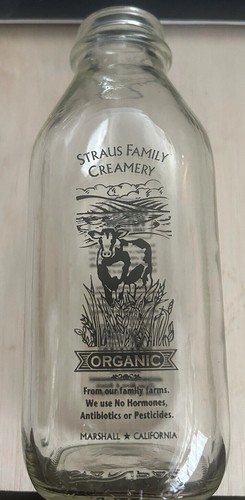 STRAUS FAMILY
CREAMERY
ORGANIC
From our family farms.
We use No Hormones,
Antibiotics or Pesticides.
MARSHALL ★ CALIFORNIA